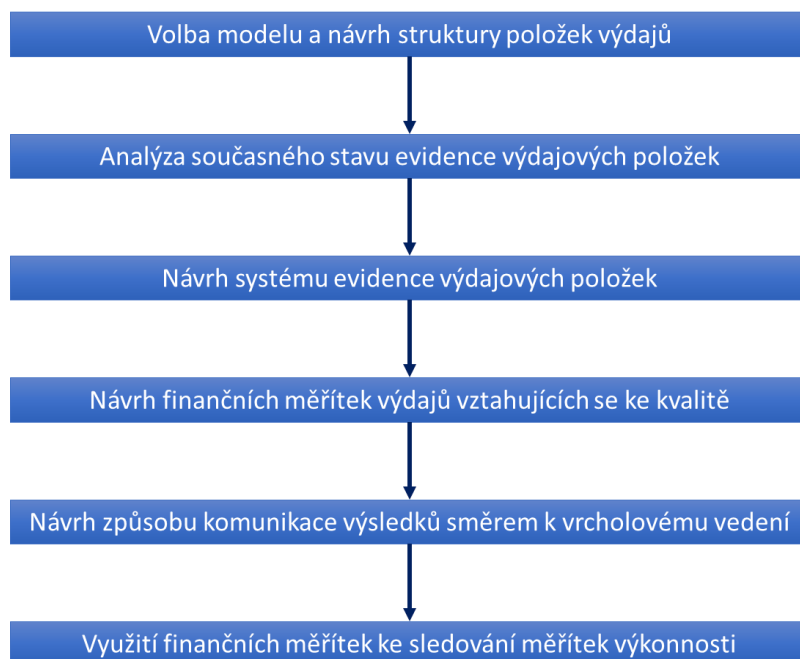 Volba modelu a návrh struktury položek výdajů
Analýza současného stavu evidence výdajových položek
Návrh systému evidence výdajových položek
Návrh finančních měřítek výdajů vztahujících se ke kvalitě
Návrh způsobu komunikace výsledků směrem k vrcholovému vedení
Využití finančních měřítek ke sledování měřítek výkonnosti